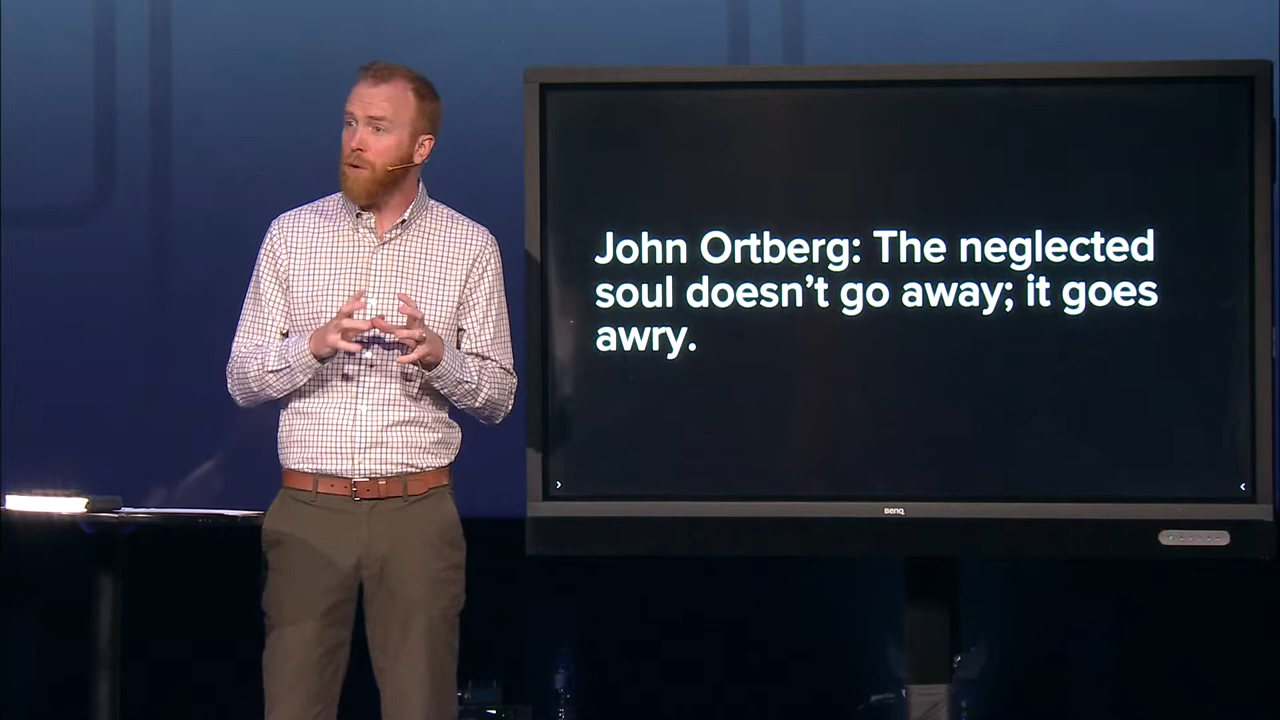 John Ortberg: The neglected
soul doesn’t go away; it goes
awry.
BenQ